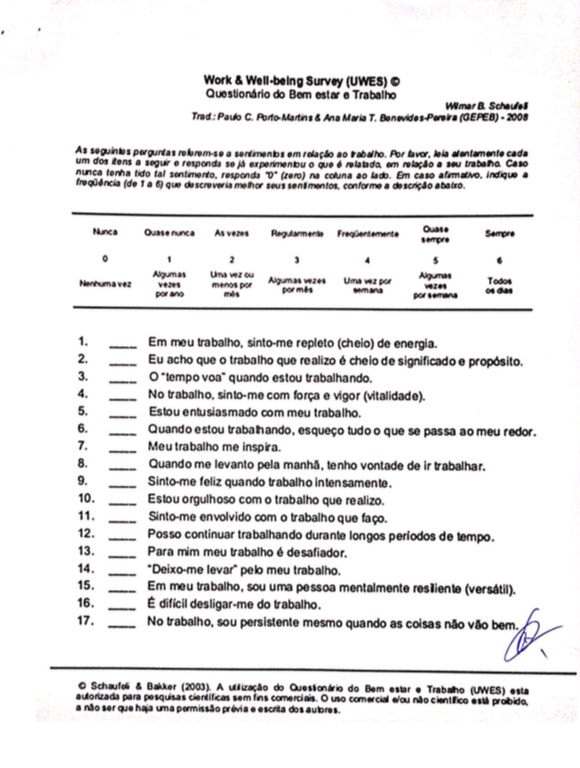 Work & Well-being Survey (UWES) ©
Questionário do Bem estar e Trabalho
Wilmar B. Schaufeli
Trad.: Paulo C. Porto-Martins & Ana Maria T. Benevides-Pereira (GEPEB) - 2008
As seguintes perguntas referem-se a sentimentos em relação ao trabalho. Por favor, leia atentamente cada
um dos itens a seguir e responda se já experimentou o que é relatado, em relação a seu trabalho. Caso
nunca tenha tido tal sentimento, responda "0" (zero) na coluna ao lado. Em caso afirmativo, indique a
freqüência (de 1 a 6) que descreveria melhor seus sentimentos, conforme a descrição abaixo.
Nunca Quase nunca As vezes Regularmente Freqüentemente Quase sempre Sempre
0 1 2 3 4 5 6
Nenhuma vez Algumas vezes por ano Uma vez ou menos por mês Algumas vezes por mês Uma vez por semana Algumas vezes por semana Todos os dias
1. ____ Em meu trabalho, sinto-me repleto (cheio) de energia.
2. ____ Eu acho que o trabalho que realizo é cheio de significado e propósito.
3. ____ O "tempo voa" quando estou trabalhando.
4. ____ No trabalho, sinto-me com força e vigor (vitalidade).
5. ____ Estou entusiasmado com meu trabalho.
6. ____ Quando estou trabalhando, esqueço tudo o que se passa ao meu redor.
7. ____ Meu trabalho me inspira.
8. ____ Quando me levanto pela manhã, tenho vontade de ir trabalhar.
9. ____ Sinto-me feliz quando trabalho intensamente.
10. ____ Estou orgulhoso com o trabalho que realizo.
11. ____ Sinto-me envolvido com o trabalho que faço.
12. ____ Posso continuar trabalhando durante longos períodos de tempo.
13. ____ Para mim meu trabalho é desafiador.
14. ____ "Deixo-me levar" pelo meu trabalho.
15. ____ Em meu trabalho, sou uma pessoa mentalmente resiliente (versátil).
16. ____ É difícil desligar-me do trabalho.
17. ____ No trabalho, sou persistente mesmo quando as coisas não vão bem.
© Schaufeli & Bakker (2003). A utilização do Questionário do Bem estar e Trabalho (UWES) esta
autorizada para pesquisas científicas sem fins comerciais. O uso comercial e/ou não científico está proibido,
a não ser que haja uma permissão prévia e escrita dos autores.